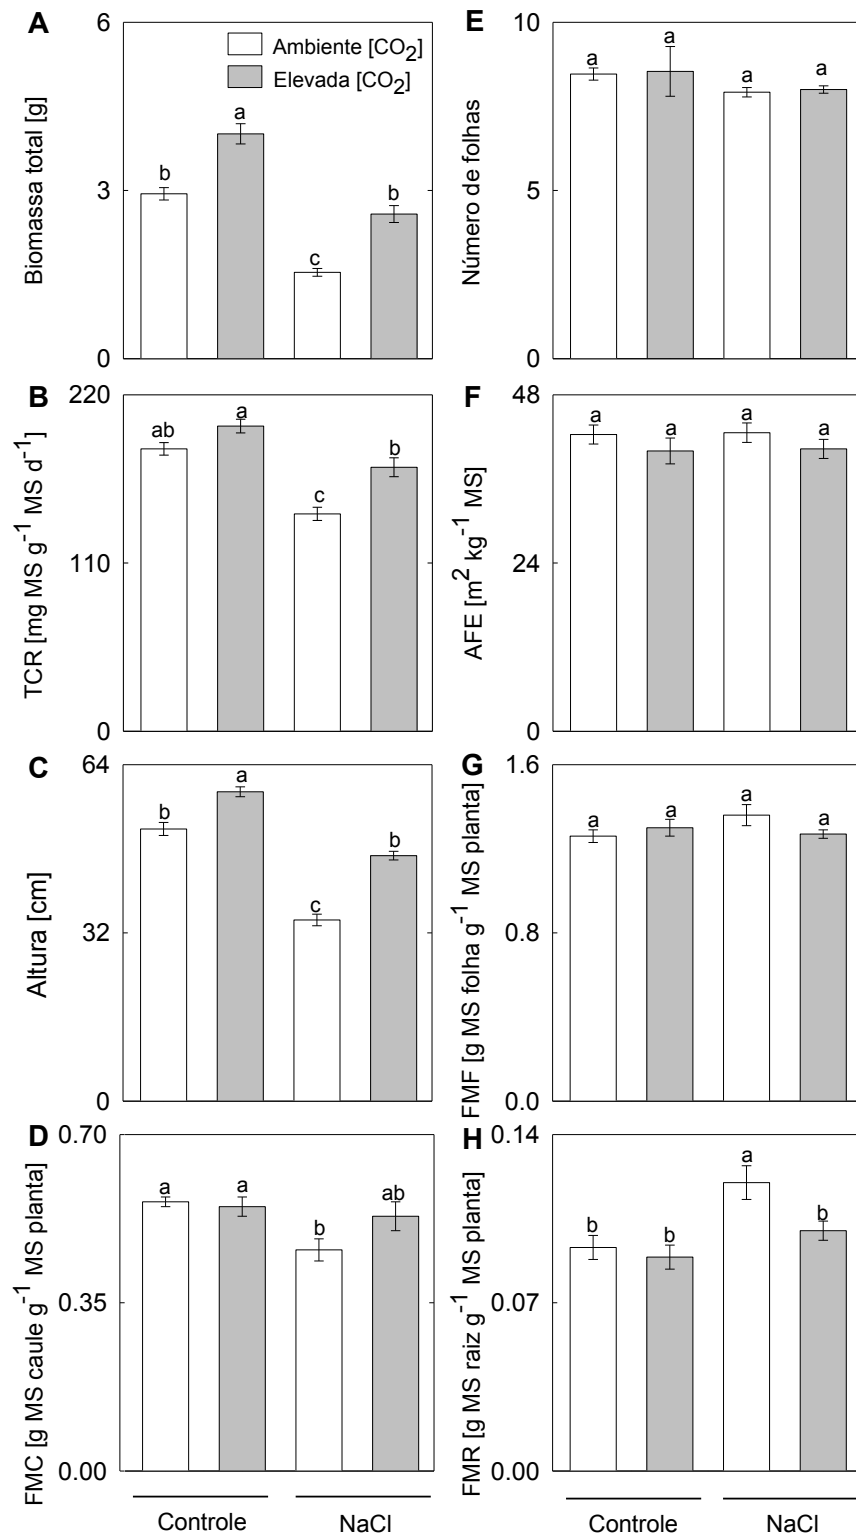 A
6
Ambiente [CO2]
Elevada [CO2]
Biomassa total [g]
a
b
b
3
c
0
E
10
a
a
a
a
Número de folhas
5
0
B
220
a
ab
b
c
TCR [mg MS g-1 MS d-1]
110
0
F
48
a
a
a
a
AFE [m2 kg-1 MS]
24
0
C
64
a
b
b
c
Altura [cm]
32
0
G
1.6
a
a
a
a
FMF [g MS folha g-1 MS planta]
0.8
0.0
D
0.70
a
a
ab
b
FMC [g MS caule g-1 MS planta]
0.35
0.00
Controle
NaCl
H
0.14
a
b
b
b
FMR [g MS raiz g-1 MS planta]
0.07
0.00
Controle
NaCl